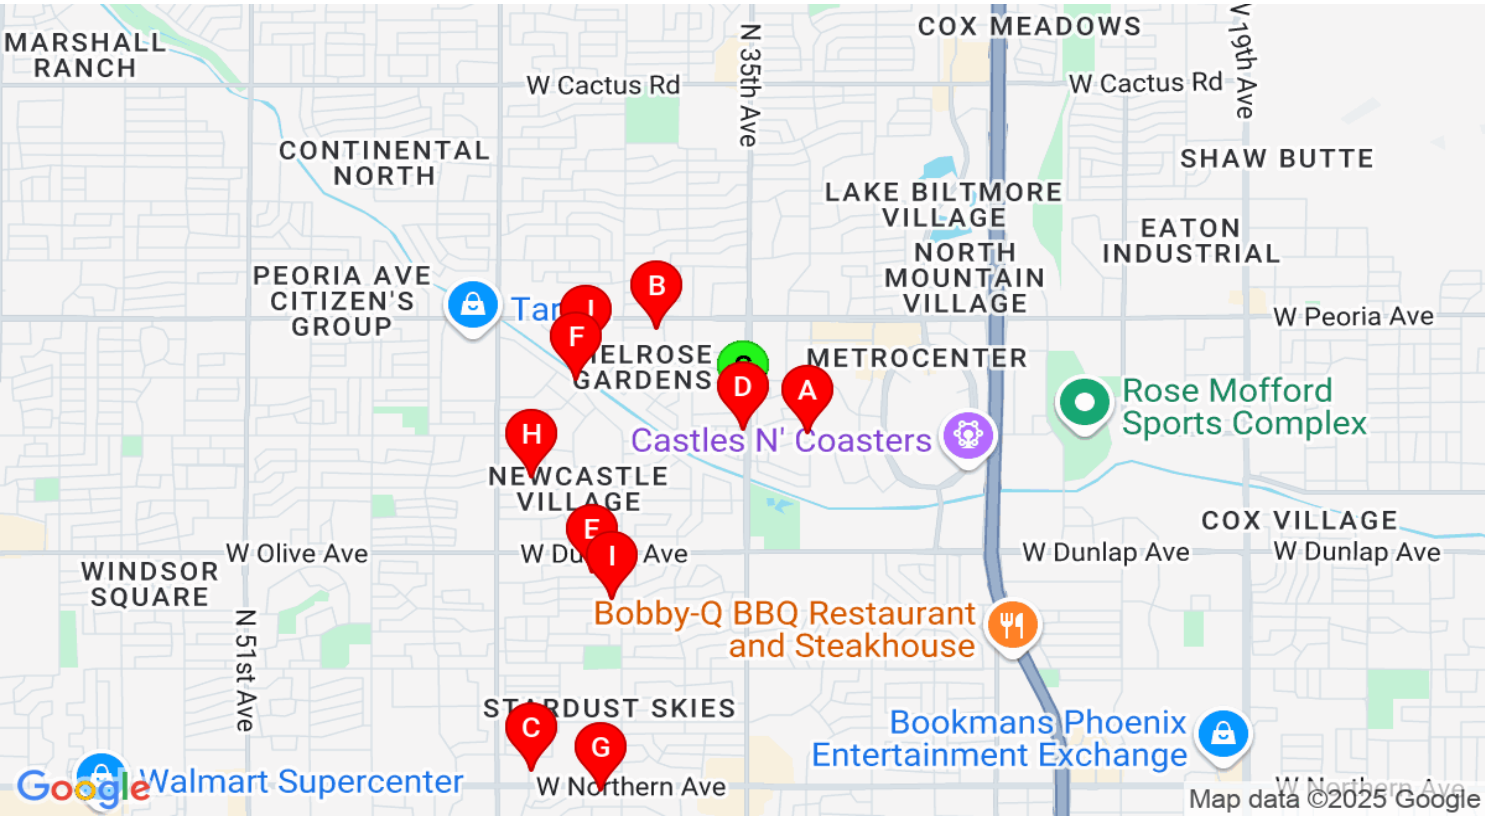 COX MEADOWS
MARSHALL
RANCH
N 35th Ave
W 19th Ave
W Cactus Rd
W Cactus Rd
CONTINENTAL
NORTH
SHAW BUTTE
LAKE BILTMORE
VILLAGE
EATON
INDUSTRIAL
NORTH
MOUNTAIN
VILLAGE
PEORIA AVE
CITIZEN'S
GROUP
B
J
F
W Peoria Ave
GARDENS
METROCENTER
D
A
Rose Mofford
Sports Complex
H
Castles N' Coasters
NEWCASTLE
VILLAGE
E
I
COX VILLAGE
W Olive Ave
Ave
W Dunlap Ave
W Dunlap Ave
WINDSOR
SQUARE
N 51st Ave
Bobby-Q BBQ Restaurant
and Steakhouse
STARDUST SKIES
C
G
Bookmans Phoenix
Entertainment Exchange
Walmart Supercenter
W Northern Ave
W Northern Ave
Google
Map data ©2025 Google